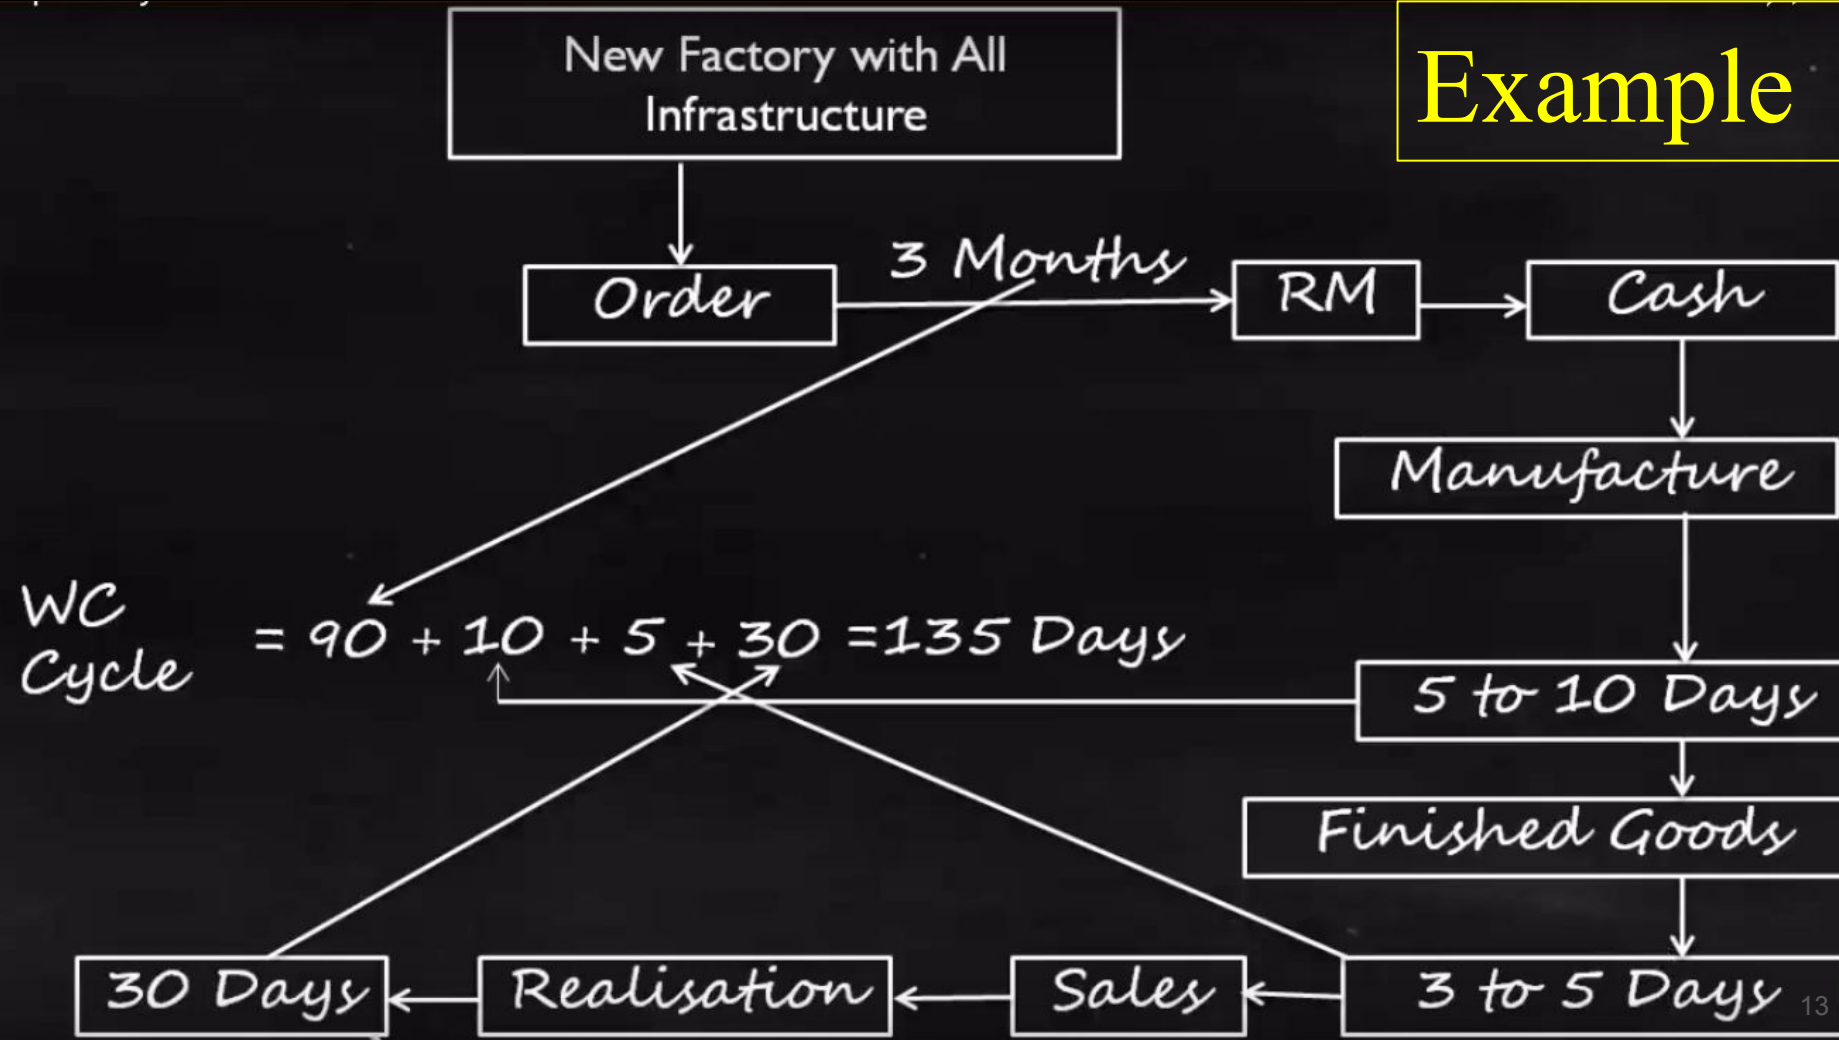 New Factory with All
Infrastructure
Example
Order
3 Months
RM
Cash
Manufacture
WC
Cycle
= 90 + 10 + 5 + 30 =135 Days
5 to 10 Days
Finished Goods
3 to 5 Days
Sales
Realisation
30 Days
13